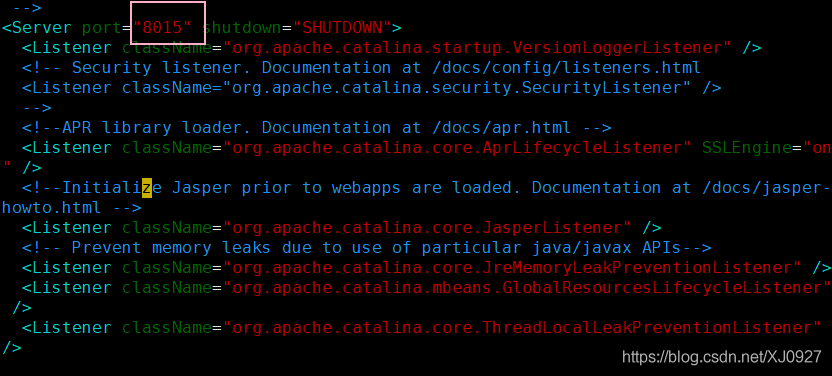 -->
<Server port="8015" shutdown="SHUTDOWN">
<Listener className="org.apache.catalina.startup.VersionLoggerListener" />
<!-- Security listener. Documentation at /docs/config/listeners.html
<Listener className="org.apache.catalina.security.SecurityListener" />
-->
<!--APR library loader. Documentation at /docs/apr.html -->
<Listener className="org.apache.catalina.core.AprLifecycleListener" SSLEngine="on
" />
<!--Initialize Jasper prior to webapps are loaded. Documentation at /docs/jasper-
howto.html -->
<Listener className="org.apache.catalina.core.JasperListener" />
<!-- Prevent memory leaks due to use of particular java/javax APIs-->
<Listener className="org.apache.catalina.core.JreMemoryLeakPreventionListener" />
<Listener className="org.apache.catalina.mbeans.GlobalResourcesLifecycleListener"
/>
<Listener className="org.apache.catalina.core.ThreadLocalLeakPreventionListener"
/>
https://blog.csdn.net/XJ0927